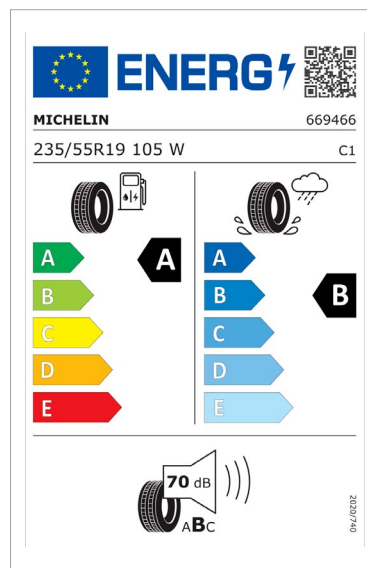 ENERG
MICHELIN 669466
235/55R19 105 W C1
A A
B
C
D
E
A
B B
C
D
E
70 dB
ABC
2020/740